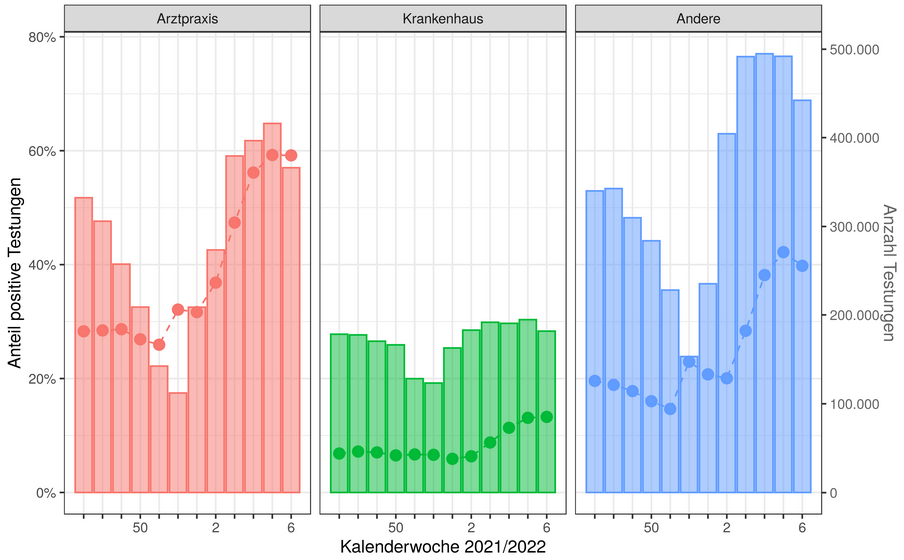 Arztpraxis Krankenhaus Andere
80%
60%
40%
20%
0%
Anteil positive Testungen
500.000
400.000
300.000
200.000
100.000
0
Anzahl Testungen
50 2 6 50 2 6 50 2 6
Kalenderwoche 2021/2022